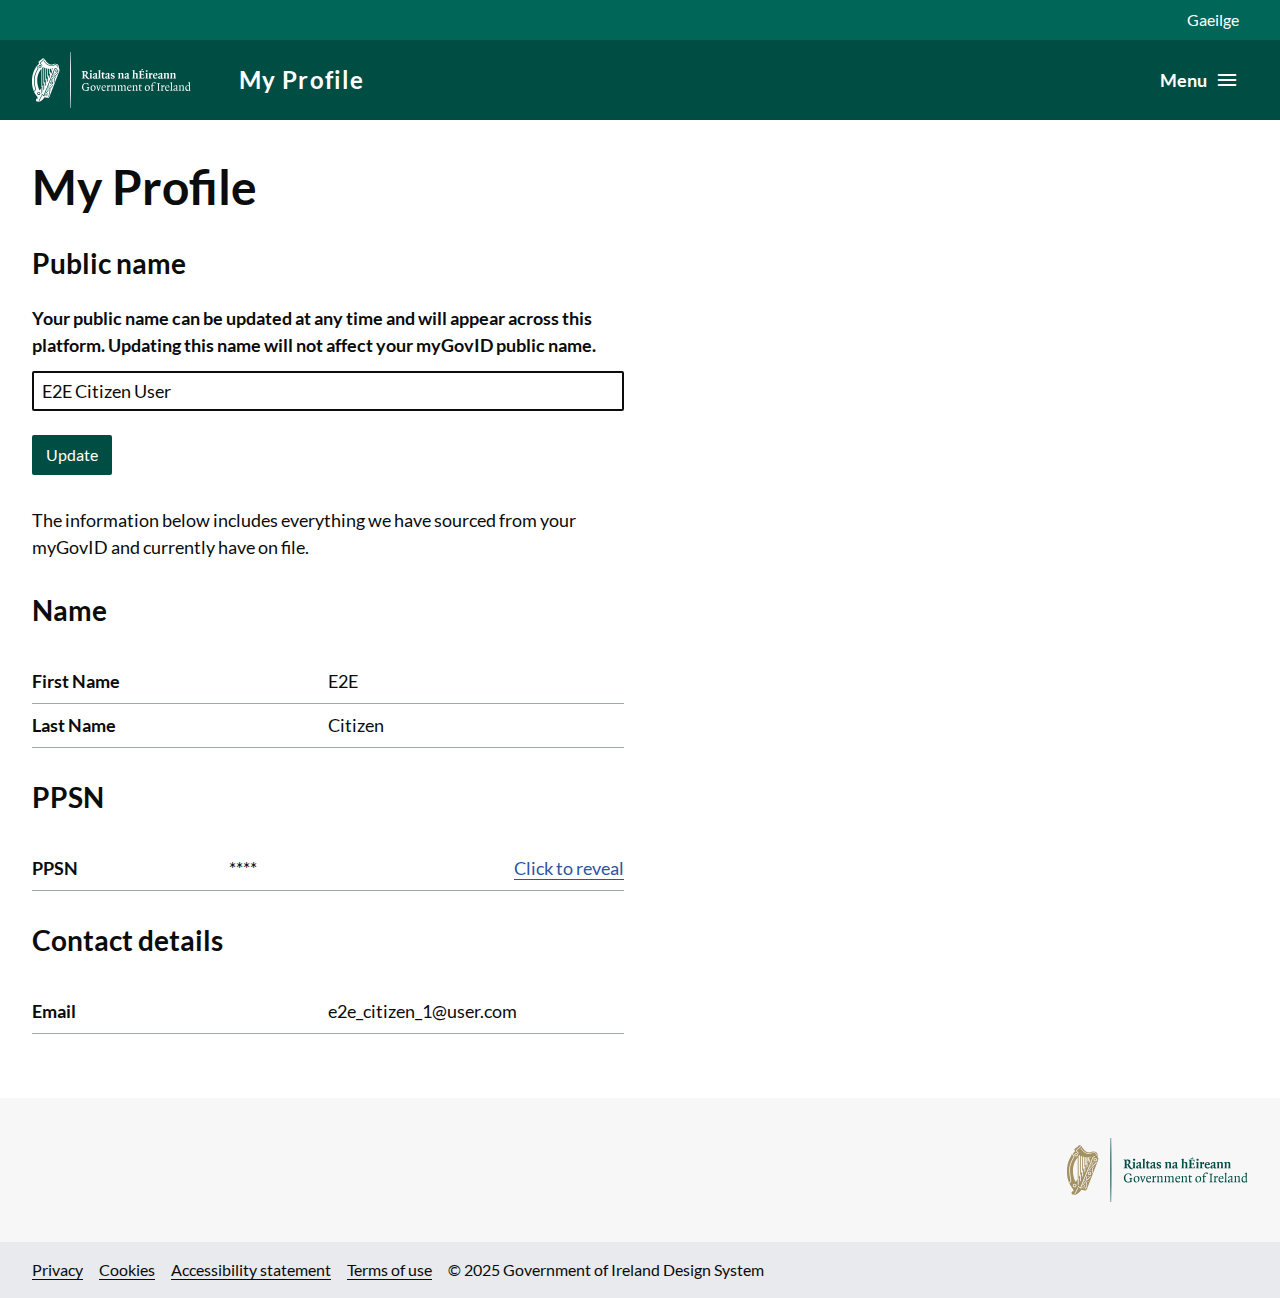 Gaeilge
Rialtas na hÉireann
Government of Ireland
My Profile
Menu
My Profile
Public name
Your public name can be updated at any time and will appear across this
platform. Updating this name will not affect your myGovID public name.
E2E Citizen User
Update
The information below includes everything we have sourced from your
myGovID and currently have on file.
Name
First Name E2E
Last Name Citizen
PPSN
PPSN **** Click to reveal
Contact details
Email e2e_citizen_1@user.com
Rialtas na hÉireann
Government of Ireland
Privacy Cookies Accessibility statement Terms of use © 2025 Government of Ireland Design System